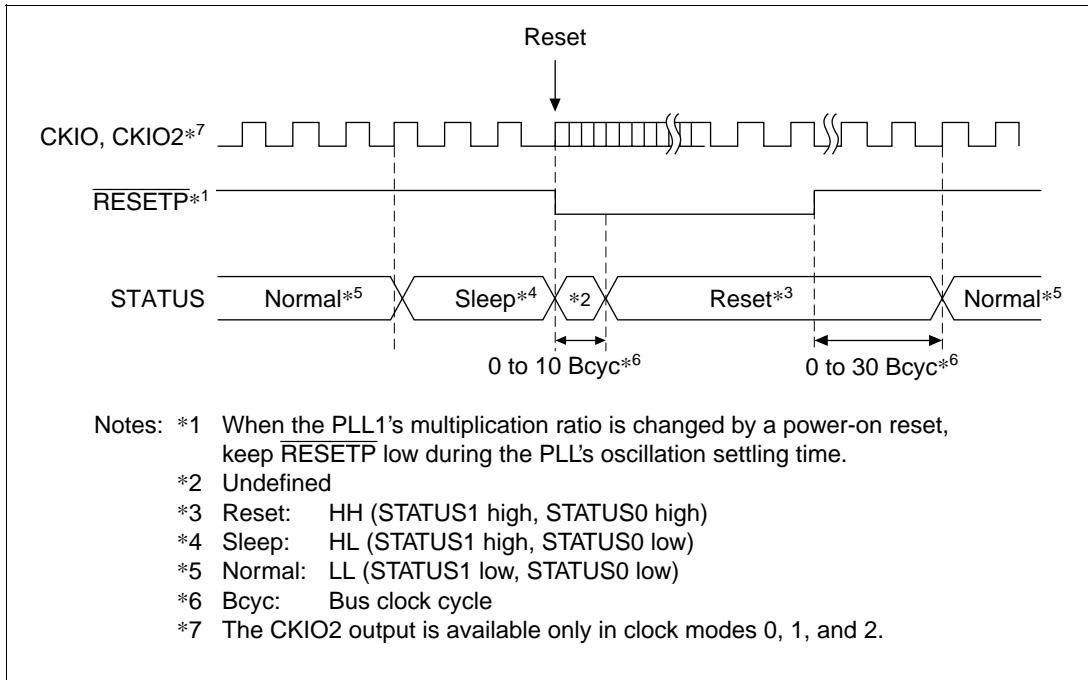 Reset
CKIO, CKIO2*7
RESETP*1
STATUS Normal*5 Sleep*4 *2 Reset*3 Normal*5
0 to 10 Bcyc*6 0 to 30 Bcyc*6
Notes: *1 When the PLL1's multiplication ratio is changed by a power-on reset,
keep RESETP low during the PLL's oscillation settling time.
*2 Undefined
*3 Reset: HH (STATUS1 high, STATUS0 high)
*4 Sleep: HL (STATUS1 high, STATUS0 low)
*5 Normal: LL (STATUS1 low, STATUS0 low)
*6 Bcyc: Bus clock cycle
*7 The CKIO2 output is available only in clock modes 0, 1, and 2.